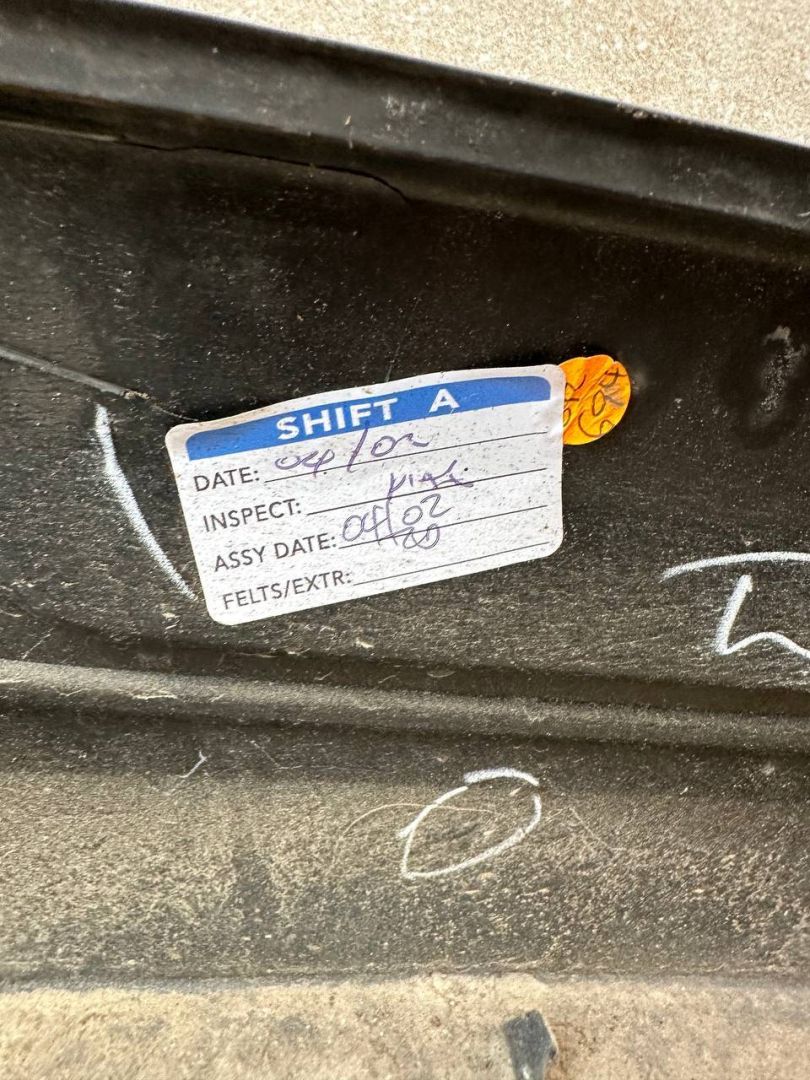 SHIFT A
DATE: 04/02
INSPECT:
ASSY DATE: 04/02
FELTS/EXTR: